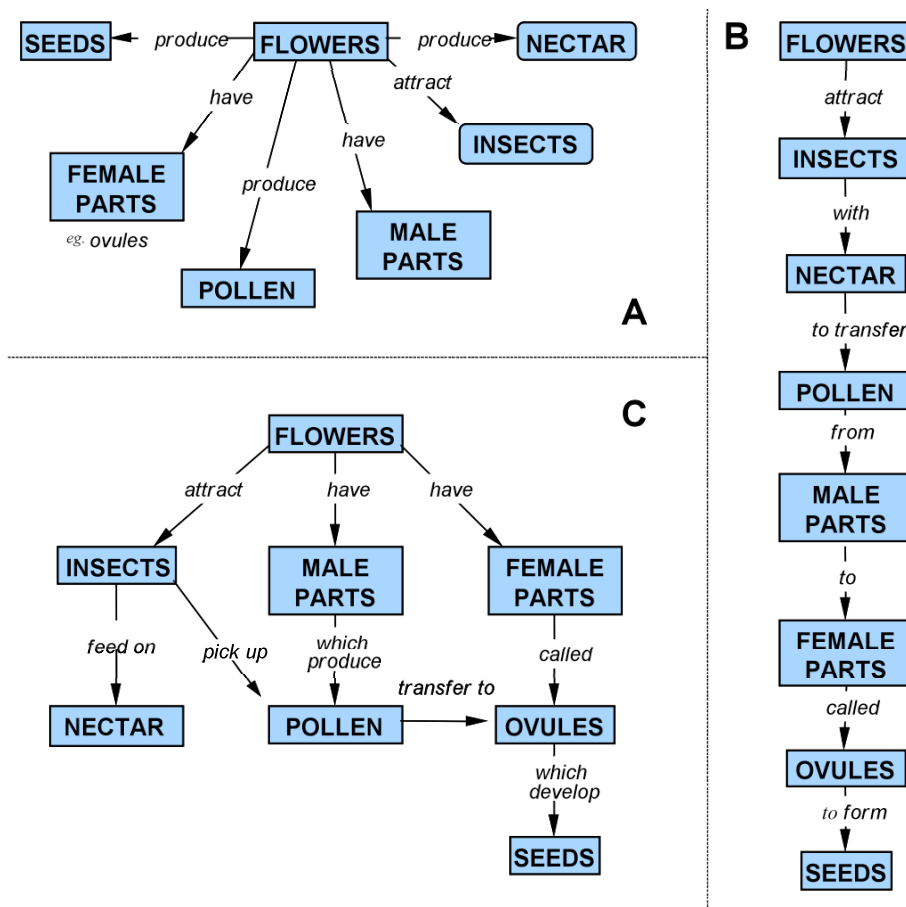 SEEDS
produce
FLOWERS
produce
NECTAR
attract
have
INSECTS
have
FEMALE
PARTS
produce
eg. ovules
MALE
PARTS
POLLEN
A
B
FLOWERS
attract
INSECTS
with
NECTAR
to transfer
POLLEN
from
MALE
PARTS
to
FEMALE
PARTS
called
OVULES
to form
SEEDS
C
FLOWERS
attract
have
have
INSECTS
MALE
PARTS
FEMALE
PARTS
feed on
pick up
which
produce
called
transfer to
NECTAR
POLLEN
OVULES
which
develop
SEEDS